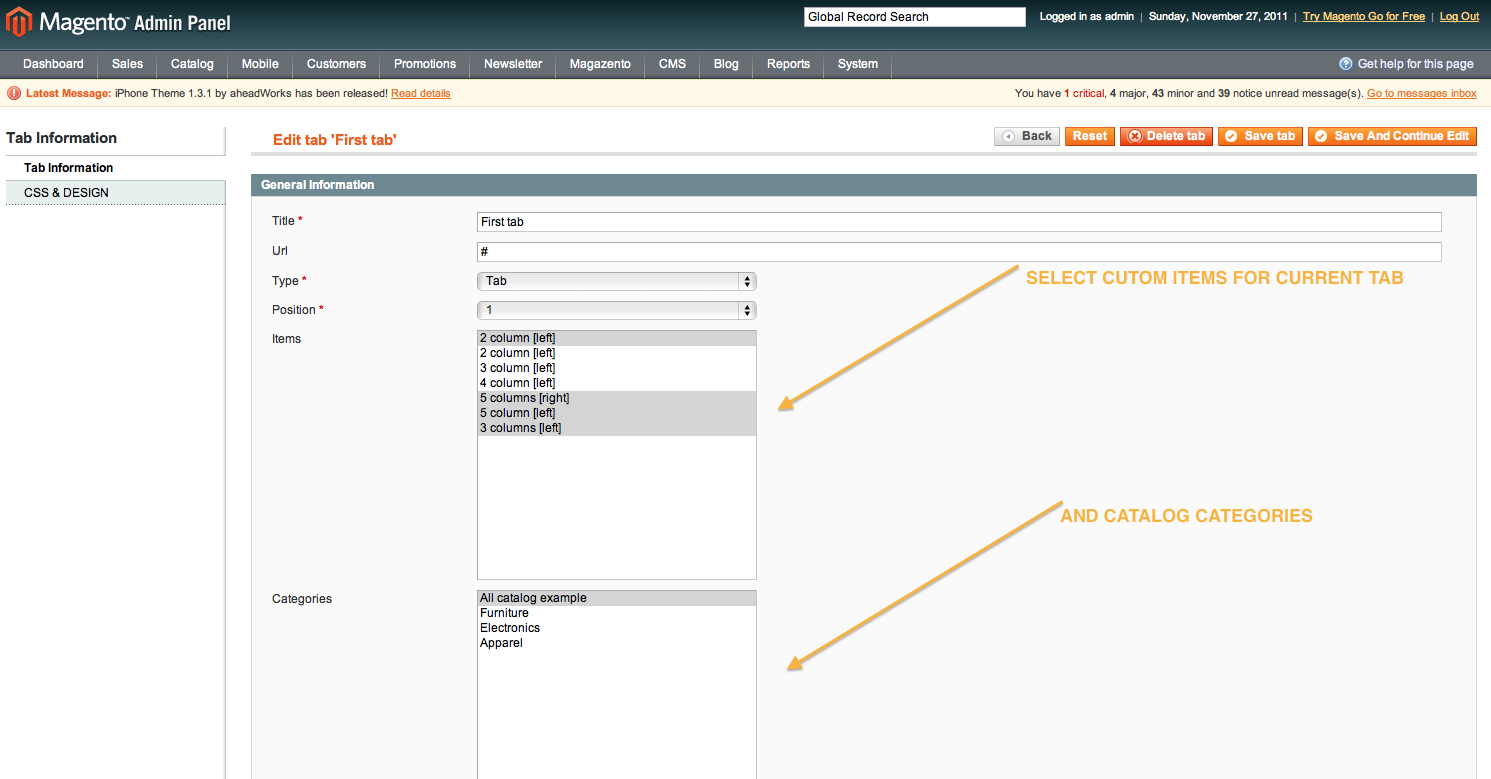 Magento™ Admin Panel
Global Record Search
Logged in as admin | Sunday, November 27, 2011 | Try Magento Go for Free | Log Out
Dashboard Sales Catalog Mobile Customers Promotions Newsletter Magazento CMS Blog Reports System Get help for this page
Latest Message: iPhone Theme 1.3.1 by aheadWorks has been released! Read details You have 1 critical, 4 major, 43 minor and 39 notice unread message(s). Go to messages inbox
Tab Information
Tab Information
CSS & DESIGN
Edit tab 'First tab' Back Reset Delete tab Save tab Save And Continue Edit
General Information
Title * First tab
Url #
Type * Tab
SELECT CUTOM ITEMS FOR CURRENT TAB
Position * 1
Items
2 column [left]
2 column [left]
3 column [left]
4 column [left]
5 columns [right]
5 column [left]
3 columns [left]
AND CATALOG CATEGORIES
Categories
All catalog example
Furniture
Electronics
Apparel